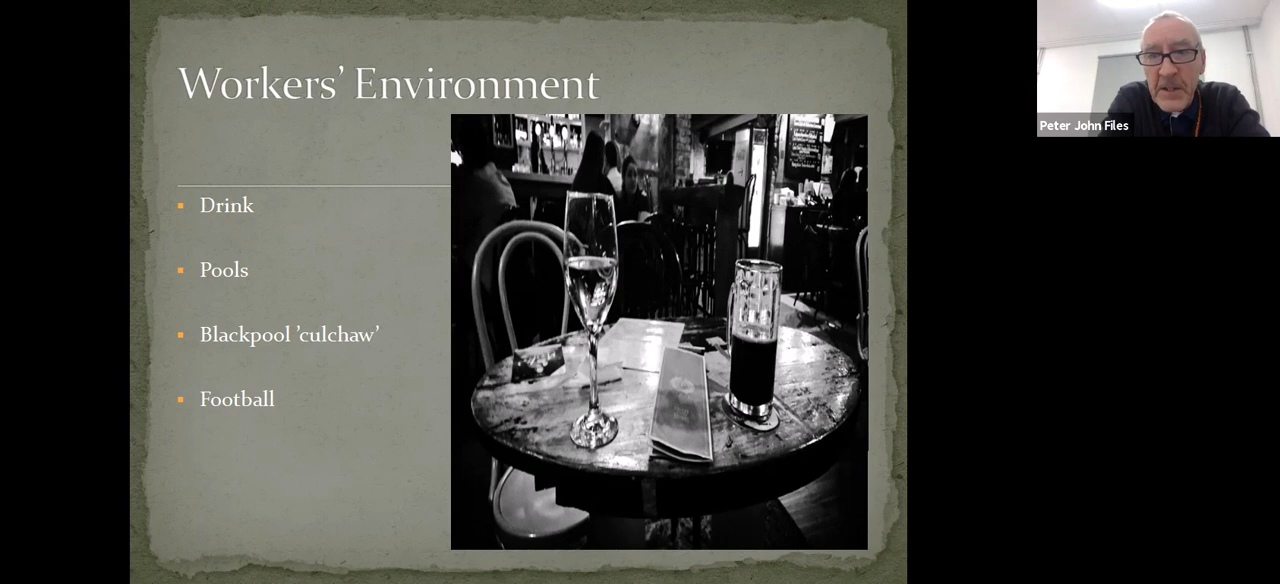 Workers’ Environment
Drink
Pools
Blackpool ’culchaw’
Football
Peter John Files